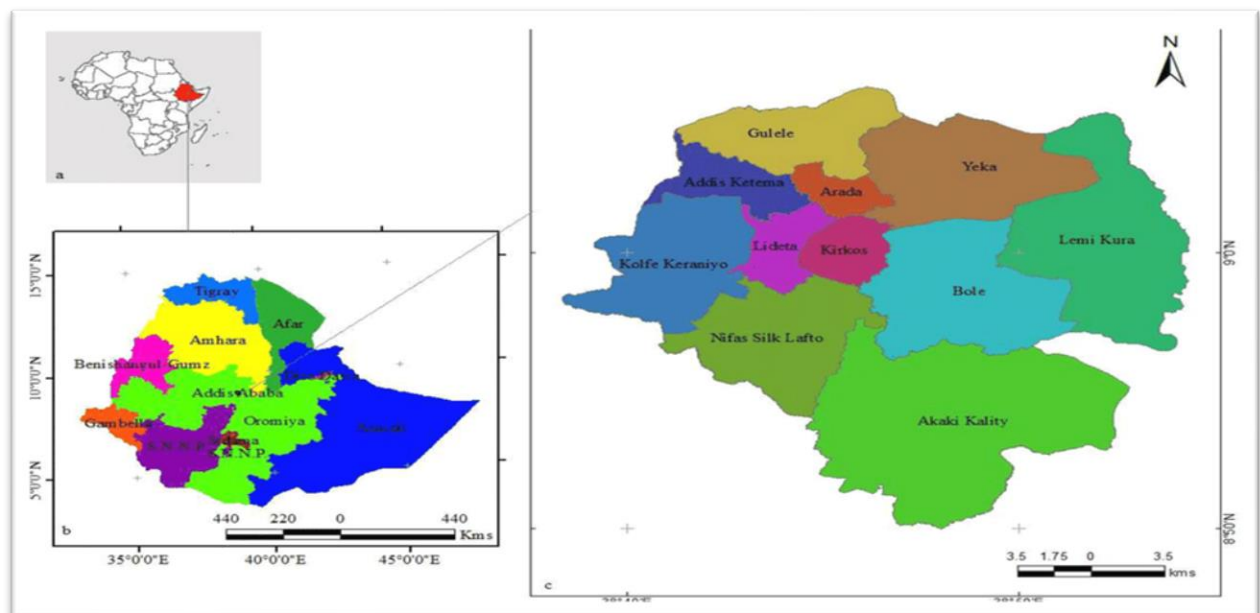 a
15°0'0"N
10°0'0"N
5°0'0"N
Tigray
Afar
Amhara
Benishangul-Gumz
Addis Ababa
Gambella
Oromiya
S.N.N.P
S.N.N.P
b
440 220 0 440
Kms
35°0'0"E 40°0'0"E 45°0'0"E
N
Gulele
Yeka
Addis Ketema
Arada
Lideta
Kirkos
Lemi Kura
Kolfe Keraniyo
Bole
Nifas Silk Lafto
Akaki Kality
8°50'N
3.5 1.75 0 3.5
kms
c